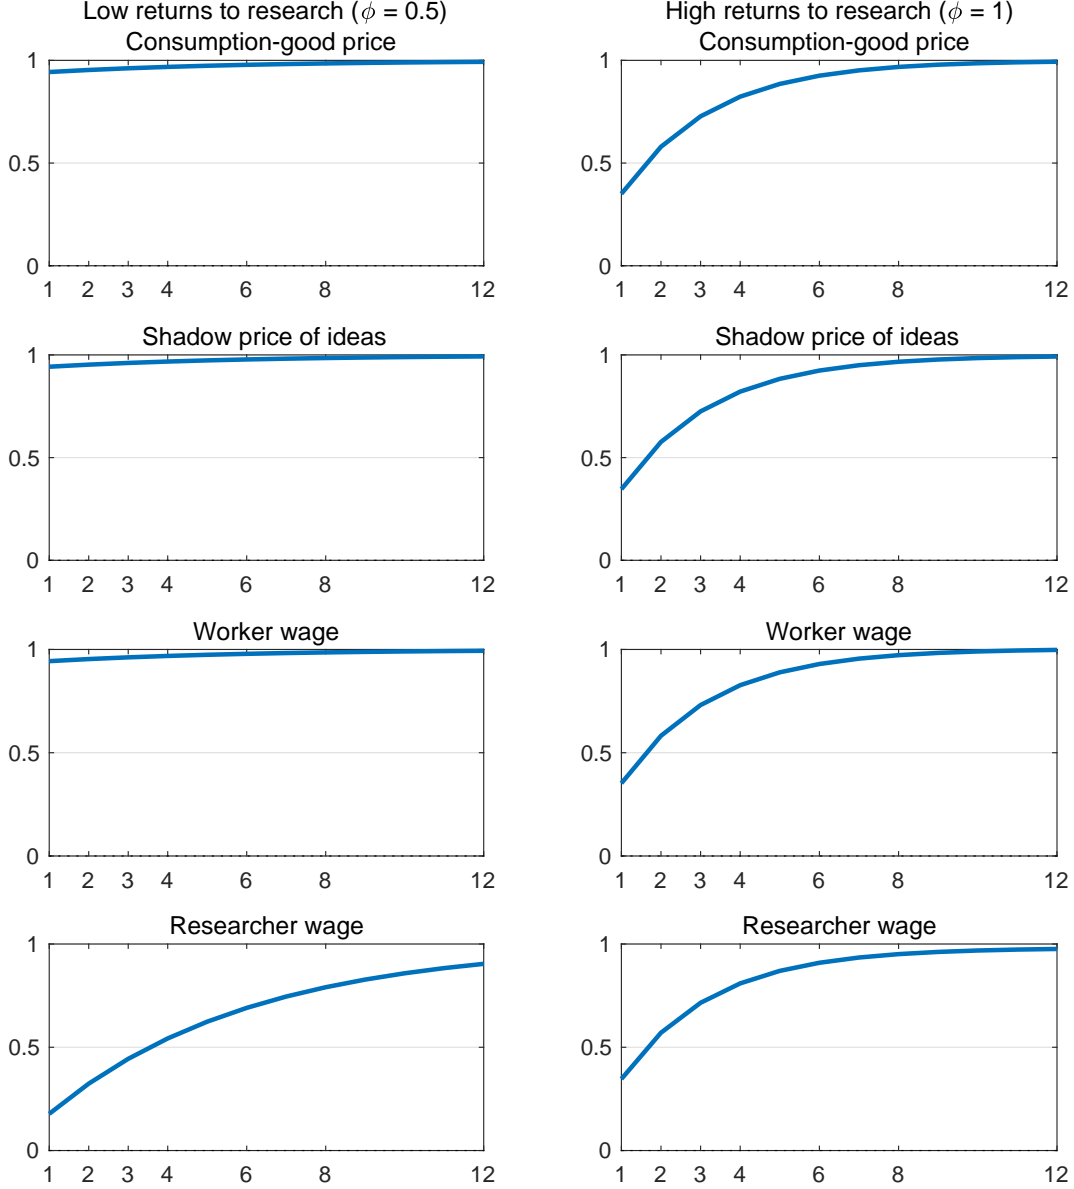 Low returns to research (ϕ = 0.5)
Consumption-good price
1
0.5
0
1 2 3 4 6 8 12
Shadow price of ideas
1
0.5
0
1 2 3 4 6 8 12
Worker wage
1
0.5
0
1 2 3 4 6 8 12
Researcher wage
1
0.5
0
1 2 3 4 6 8 12
High returns to research (ϕ = 1)
Consumption-good price
1
0.5
0
1 2 3 4 6 8 12
Shadow price of ideas
1
0.5
0
1 2 3 4 6 8 12
Worker wage
1
0.5
0
1 2 3 4 6 8 12
Researcher wage
1
0.5
0
1 2 3 4 6 8 12